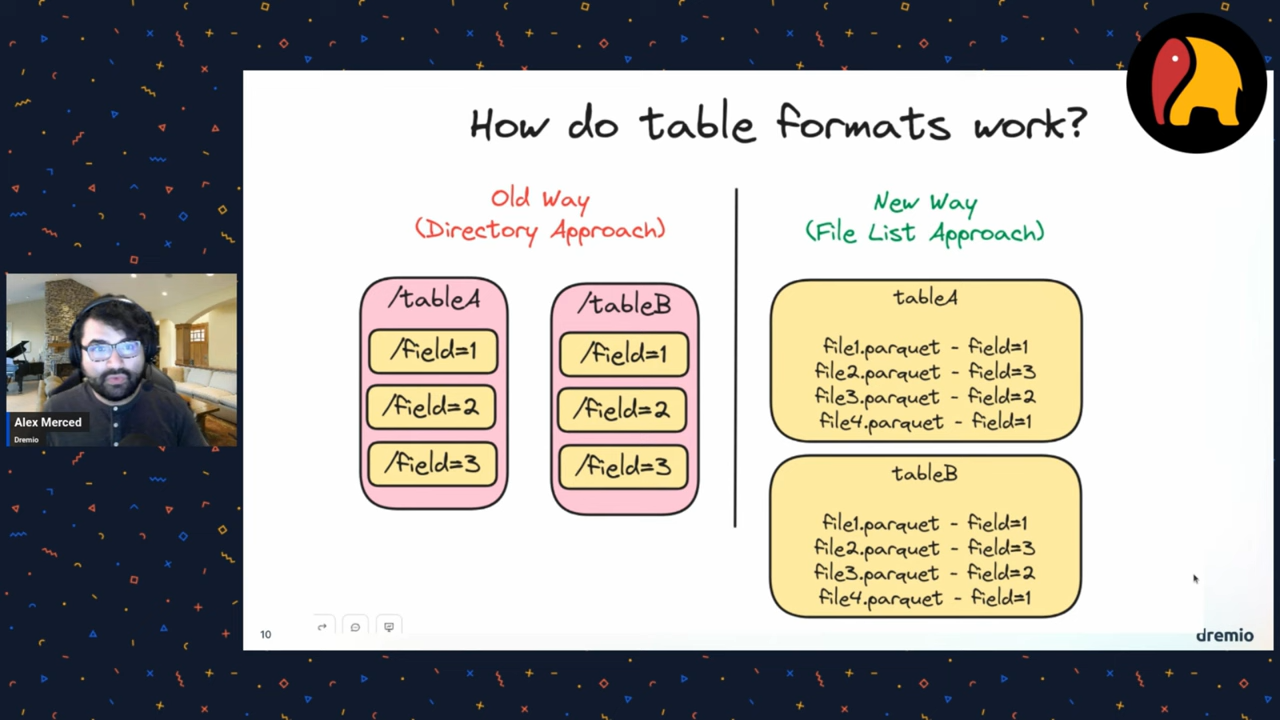 How do table formats work?
Old Way
(Directory Approach)
/tableA
/field=1
/field=2
/field=3
/tableB
/field=1
/field=2
/field=3
New Way
(File List Approach)
tableA
file1.parquet - field=1
file2.parquet - field=3
file3.parquet - field=2
file4.parquet - field=1
tableB
file1.parquet - field=1
file2.parquet - field=3
file3.parquet - field=2
file4.parquet - field=1
Alex Merced
Dremio
10
dremio